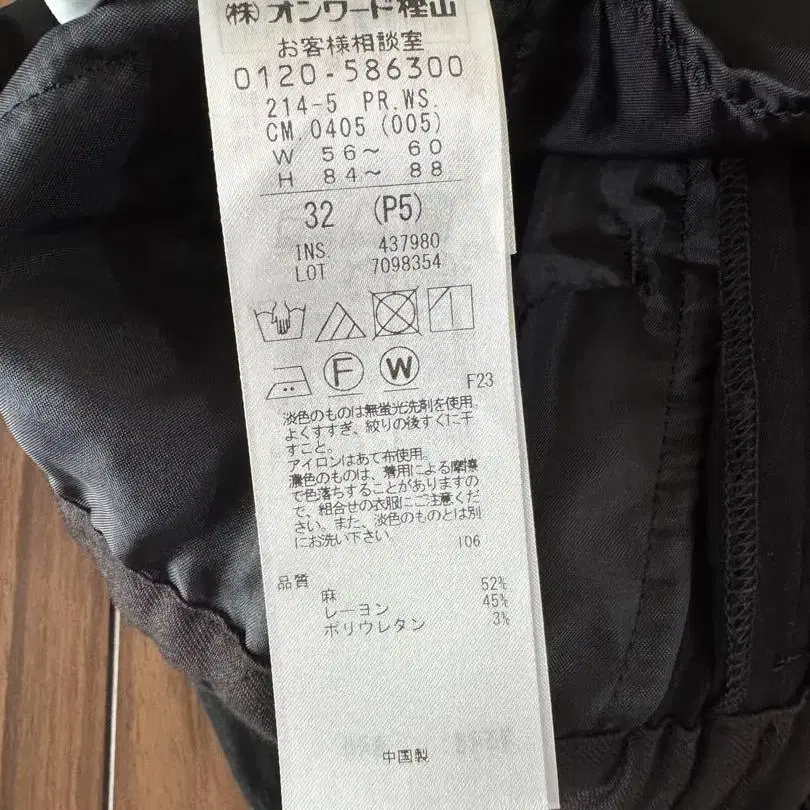 (株)オンワード樫山
お客様相談室
0120-586300
214-5 PR.WS.
CM.0405 (005)
W 56～ 60
H 84～ 88
32 (P5)
INS. 437980
LOT 7098354
F W
F23
淡色のものは無蛍光洗剤を使用。
よくすすぎ、絞りの後すぐに干
すこと。
アイロンはあて布使用。
濃色のものは、着用による摩擦
で色落ちすることがありますの
で、組合せの衣服にご注意くだ
さい。また、淡色のものとは別
にお洗い下さい。
I06
品質
麻 52%
レーヨン 45%
ポリウレタン 3%
中国製